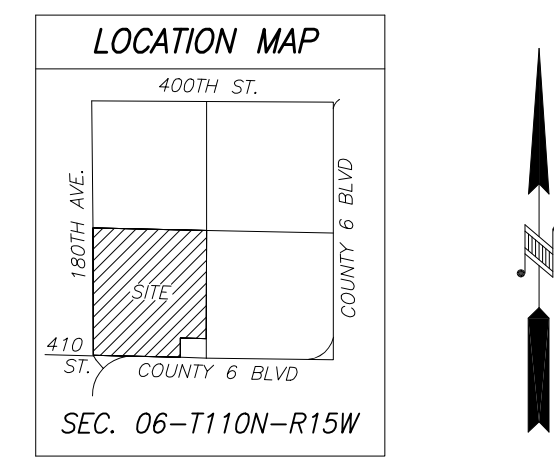 LOCATION MAP
400TH ST.
180TH AVE.
COUNTY 6 BLVD
SITE
410
ST.
COUNTY 6 BLVD
SEC. 06-T110N-R15W
N